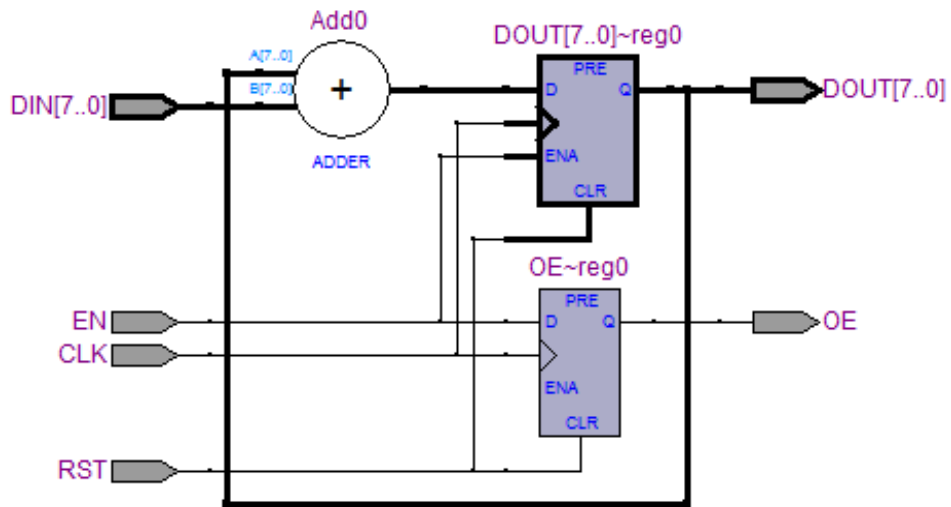 Add0
DOUT[7..0]~reg0
A[7..0]
B[7..0]
+
ADDER
PRE
D
Q
ENA
CLR
DIN[7..0]
DOUT[7..0]
OE~reg0
PRE
D
Q
ENA
CLR
EN
CLK
RST
OE